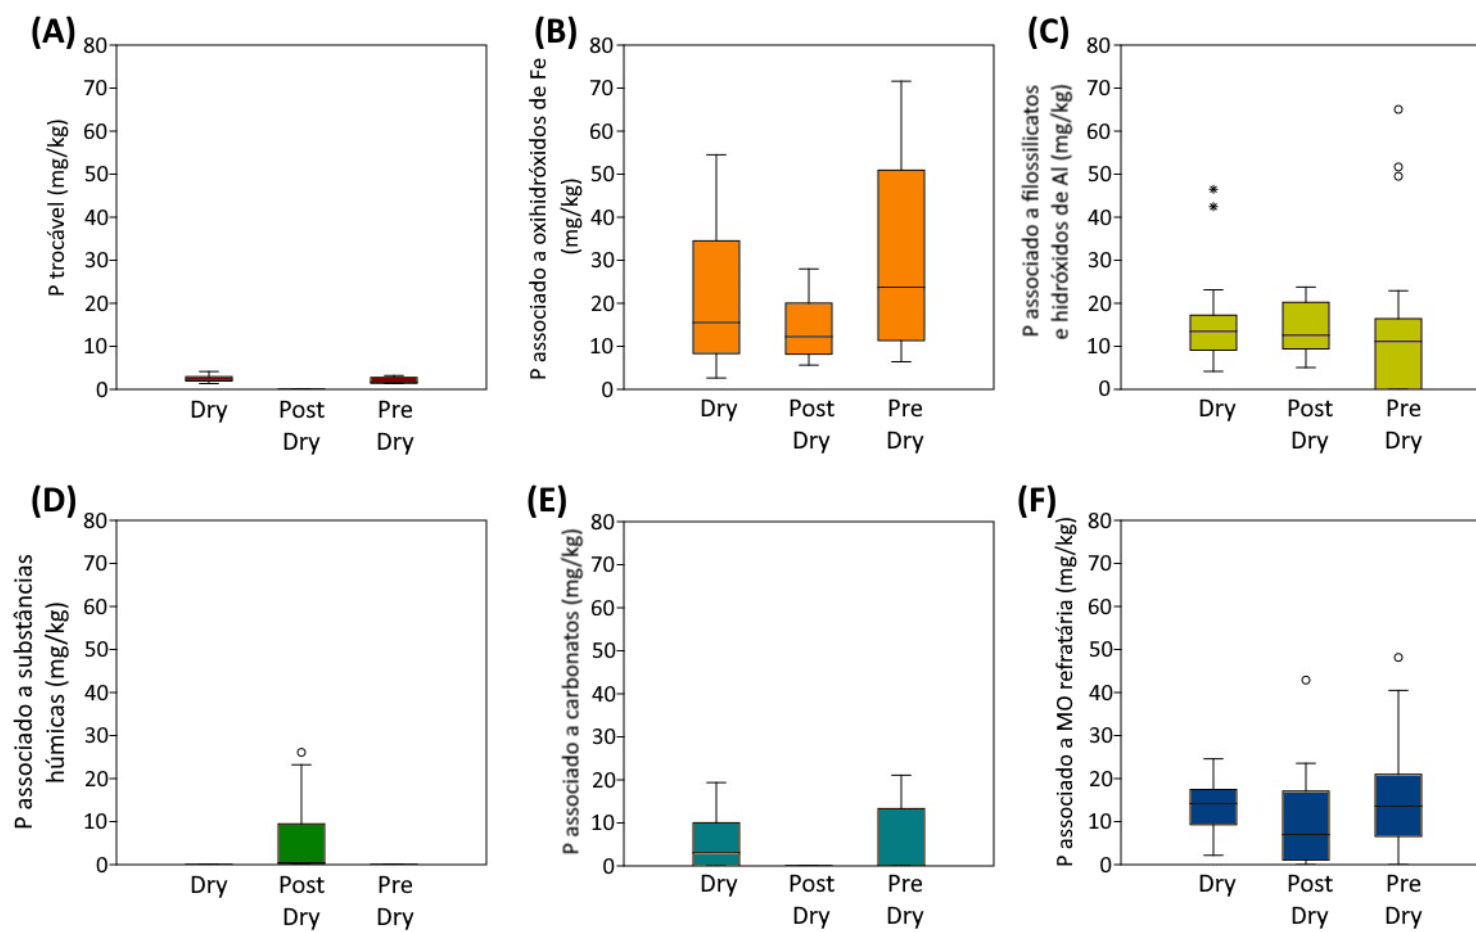 (A)
P trocável (mg/kg)
80
70
60
50
40
30
20
10
0
Dry
Post
Dry
Pre
Dry
(B)
P associado a oxihidróxidos de Fe
(mg/kg)
80
70
60
50
40
30
20
10
0
Dry
Post
Dry
Pre
Dry
(C)
P associado a filossilicatos
e hidróxidos de Al (mg/kg)
80
70
60
50
40
30
20
10
0
Dry
Post
Dry
Pre
Dry
(D)
P associado a substâncias
húmicas (mg/kg)
80
70
60
50
40
30
20
10
0
Dry
Post
Dry
Pre
Dry
(E)
P associado a carbonatos (mg/kg)
80
70
60
50
40
30
20
10
0
Dry
Post
Dry
Pre
Dry
(F)
P associado a MO refratária (mg/kg)
80
70
60
50
40
30
20
10
0
Dry
Post
Dry
Pre
Dry